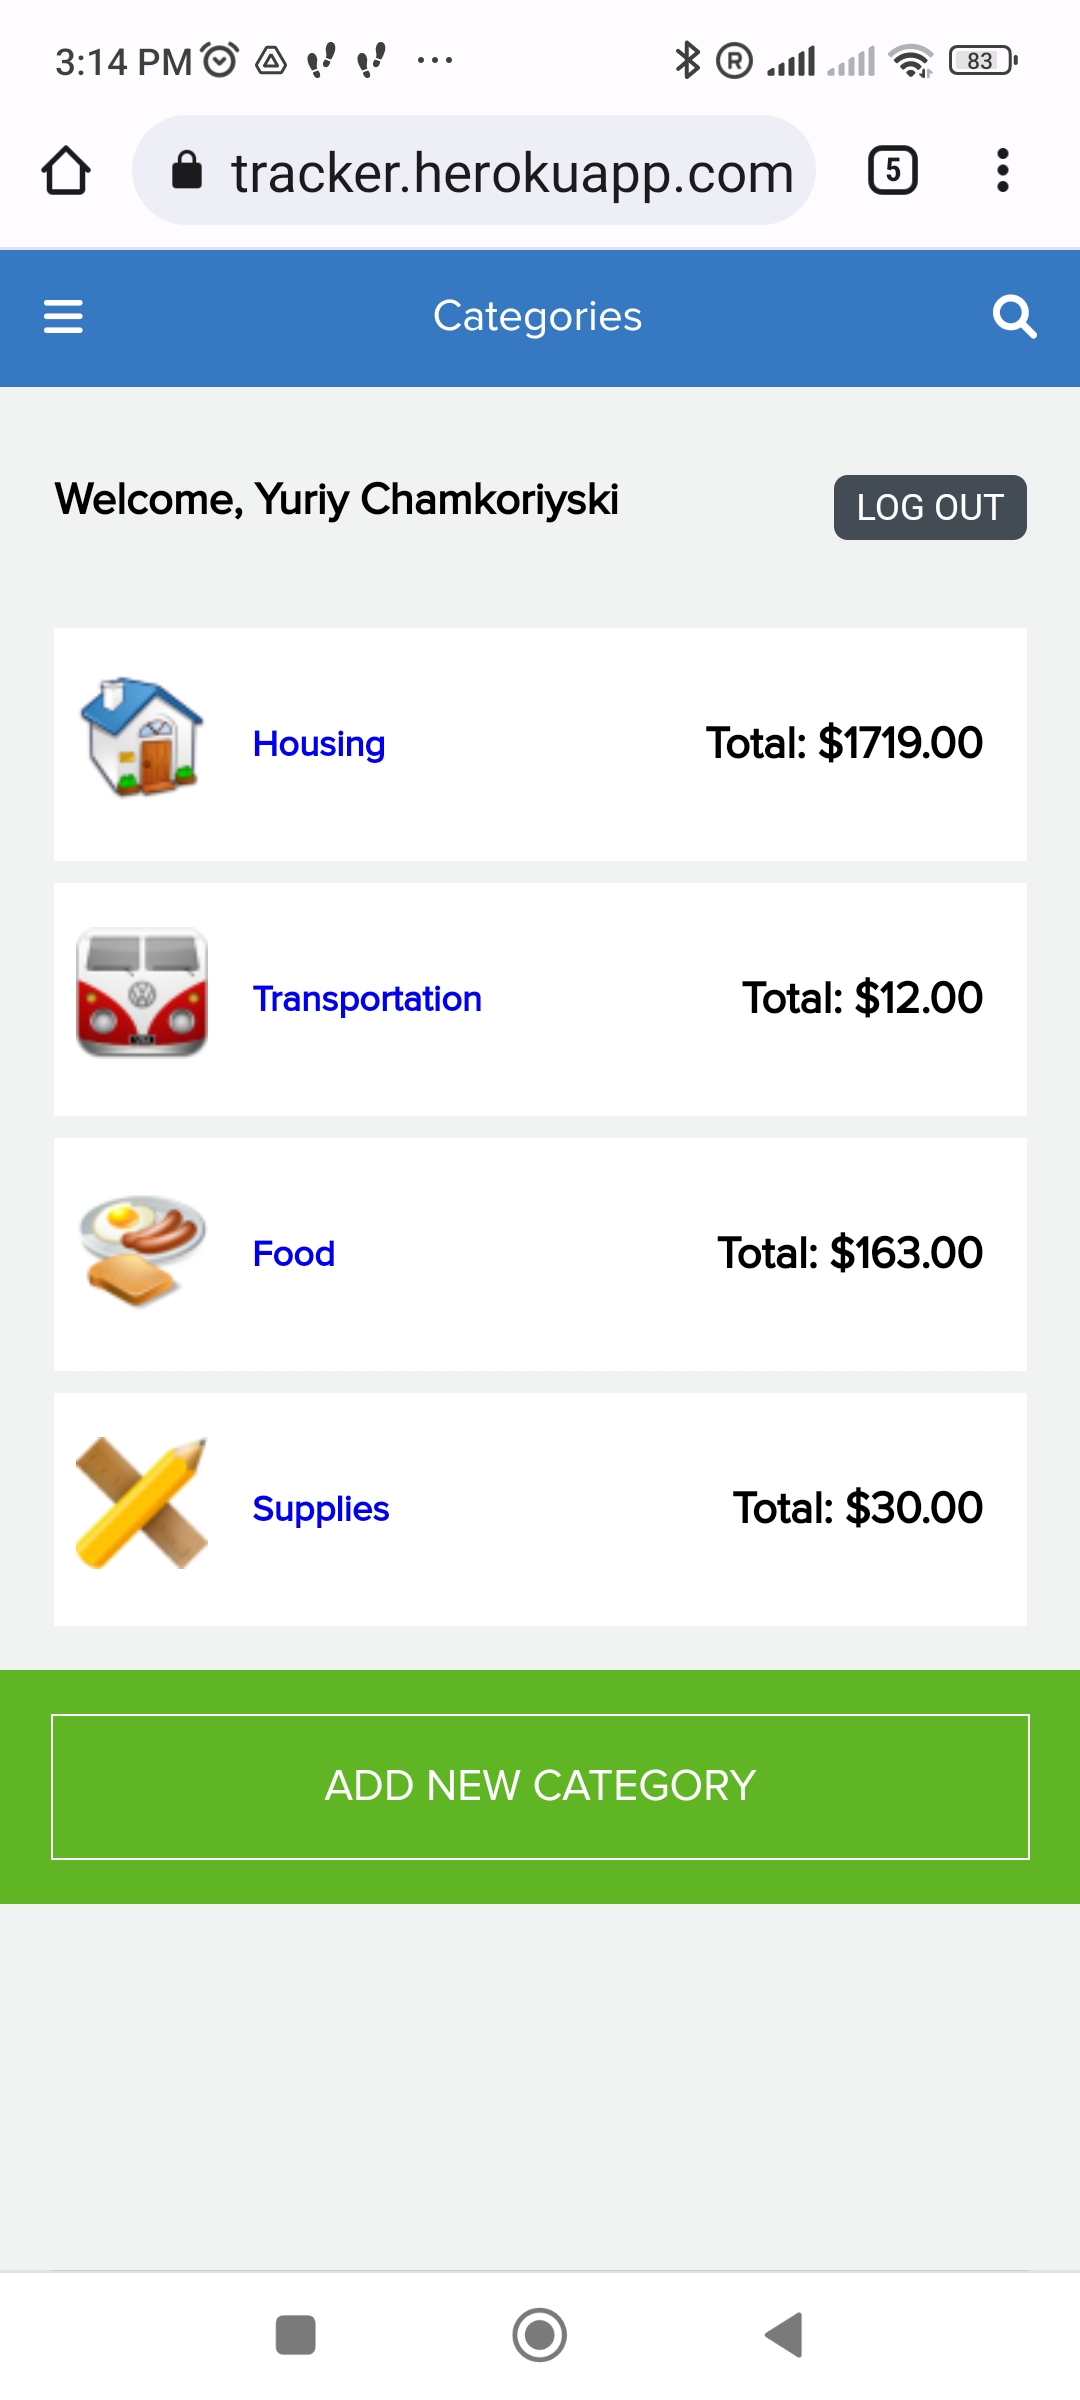 3:14 PM
83
tracker.herokuapp.com
5
Categories
Welcome, Yuriy Chamkoriyski
LOG OUT
Housing Total: $1719.00
Transportation Total: $12.00
Food Total: $163.00
Supplies Total: $30.00
ADD NEW CATEGORY